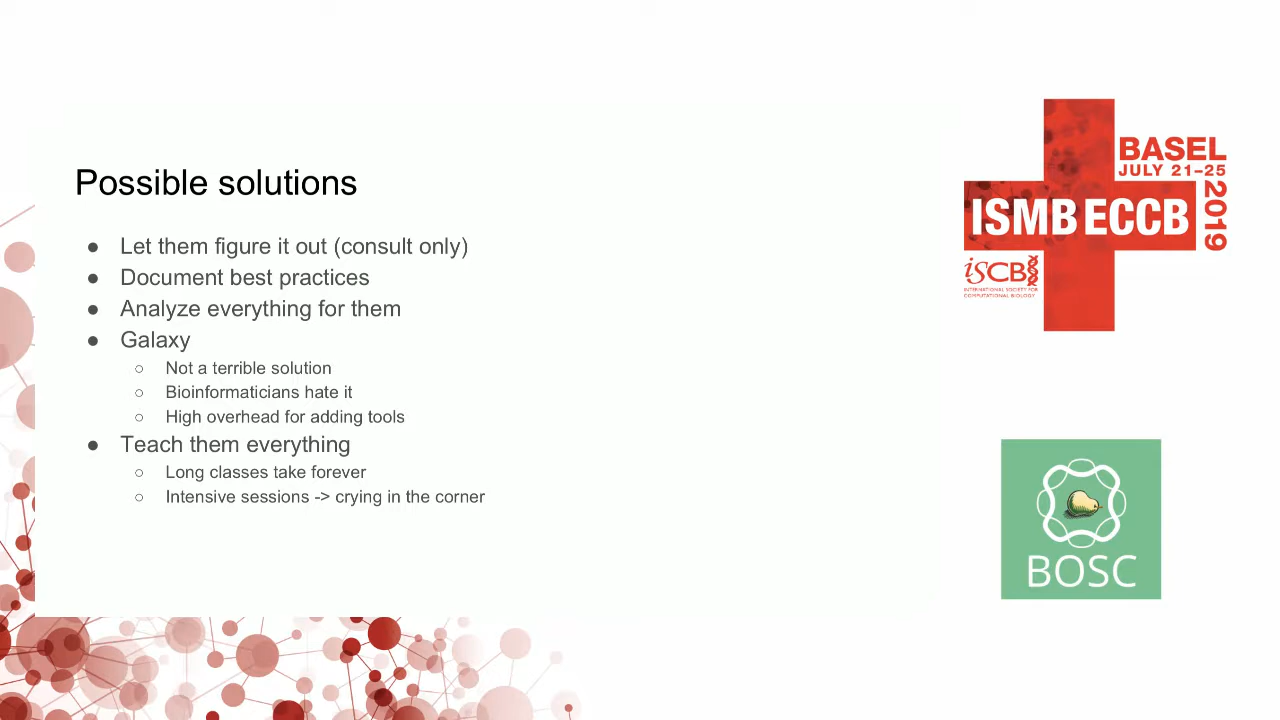 Possible solutions
● Let them figure it out (consult only)
● Document best practices
● Analyze everything for them
● Galaxy
○ Not a terrible solution
○ Bioinformaticians hate it
○ High overhead for adding tools
● Teach them everything
○ Long classes take forever
○ Intensive sessions -> crying in the corner
BASEL
JULY 21–25
2019
ISMB ECCB
iSCB
INTERNATIONAL SOCIETY FOR
COMPUTATIONAL BIOLOGY
BOSC